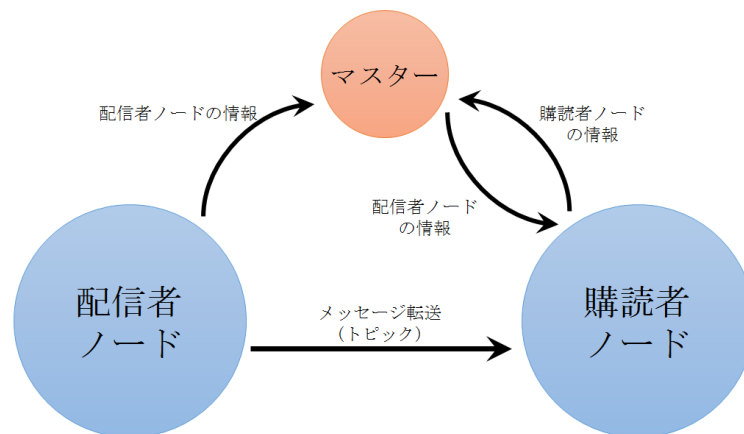 マスター
配信者ノードの情報
購読者ノード
の情報
配信者ノード
の情報
配信者
ノード
メッセージ転送
（トピック）
購読者
ノード